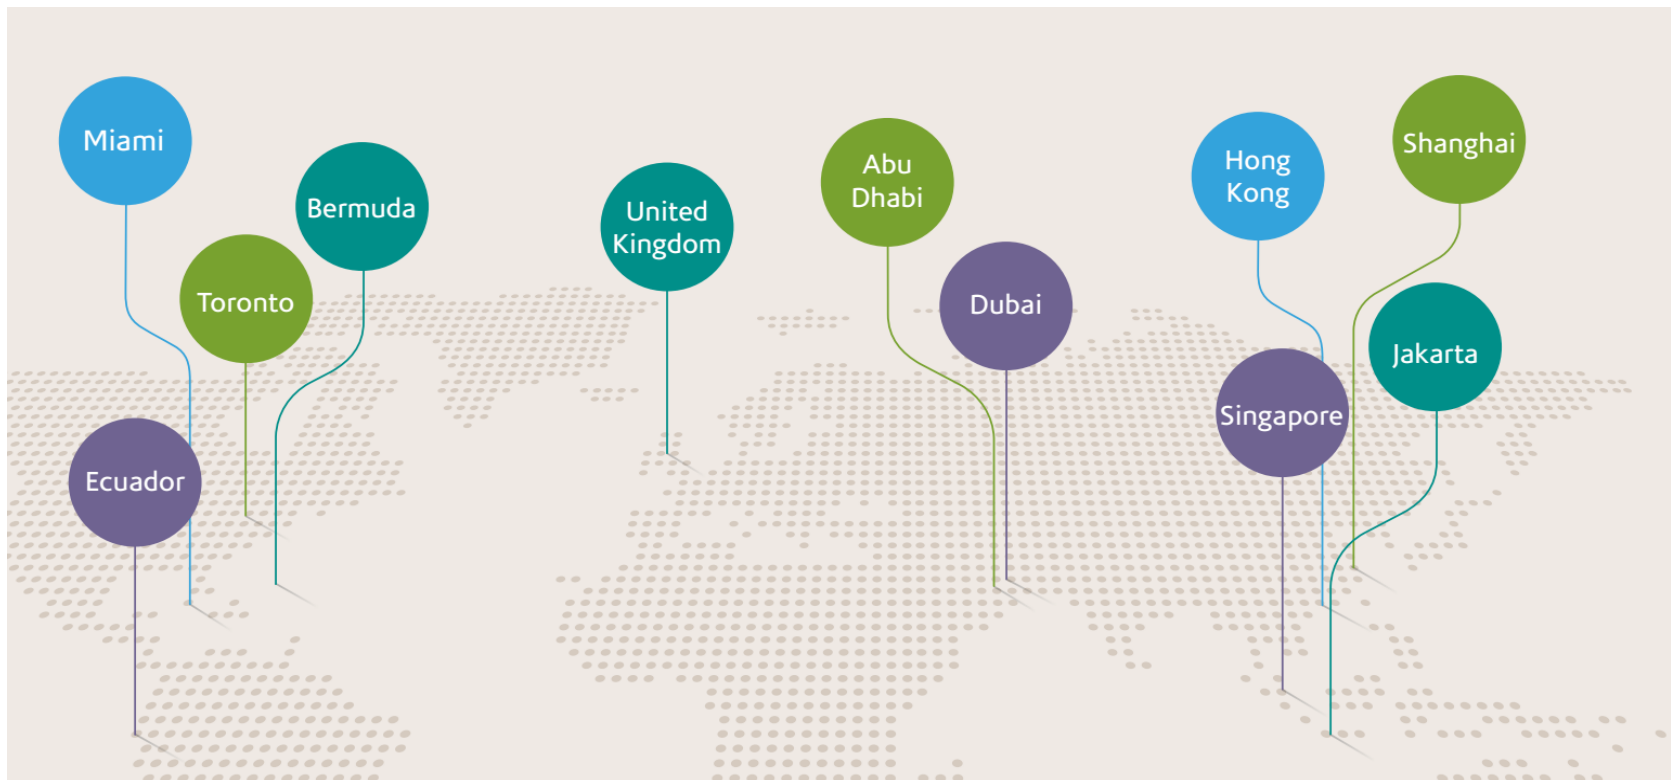 Miami
Toronto
Bermuda
Ecuador
United
Kingdom
Abu
Dhabi
Dubai
Hong
Kong
Shanghai
Singapore
Jakarta